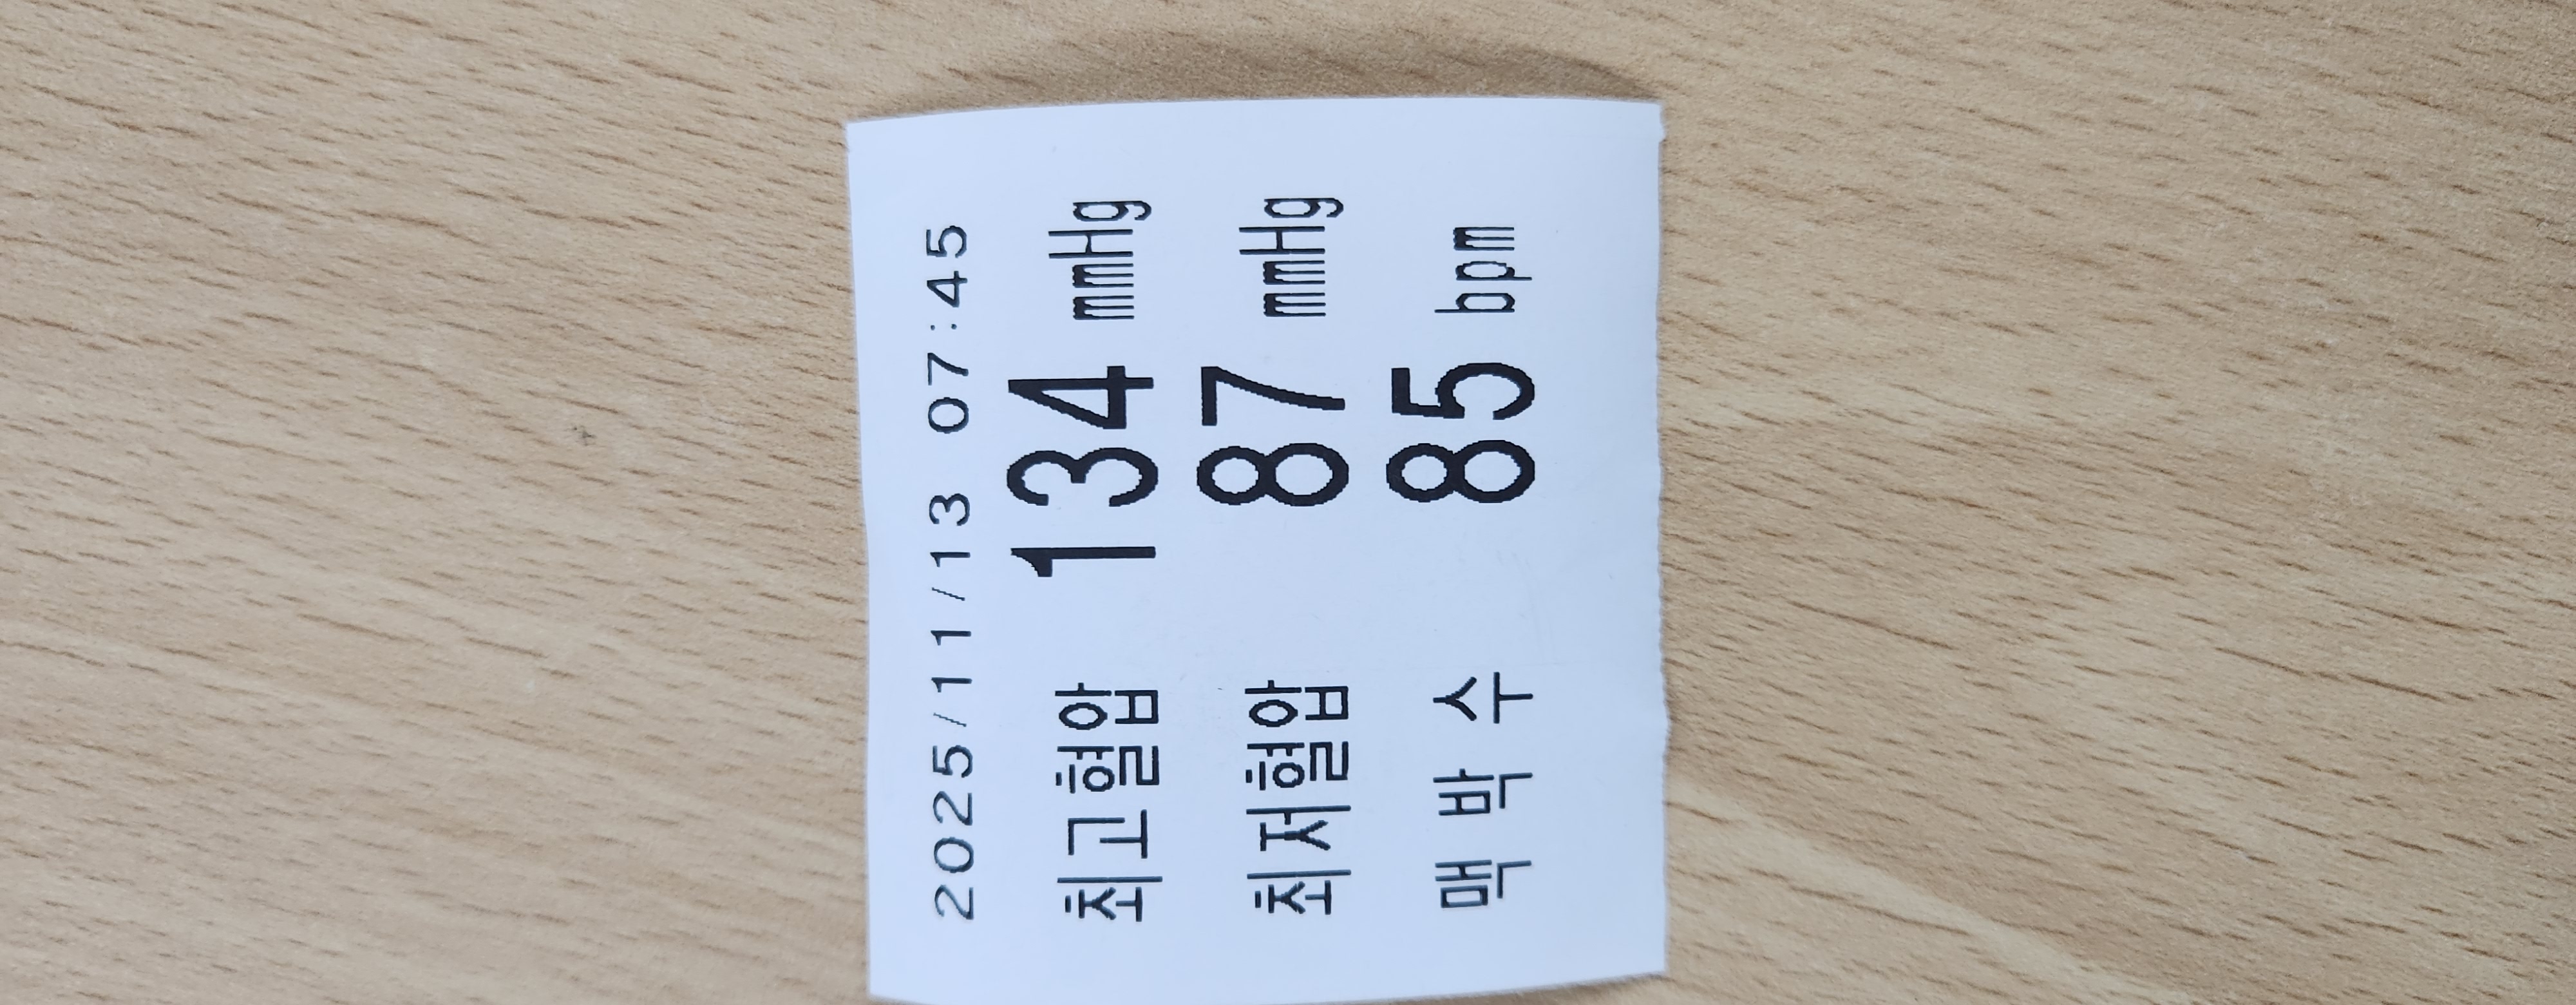 2025/11/13 07:45
최고혈압 134 mmHg
최저혈압 87 mmHg
맥 박 수 85 bpm